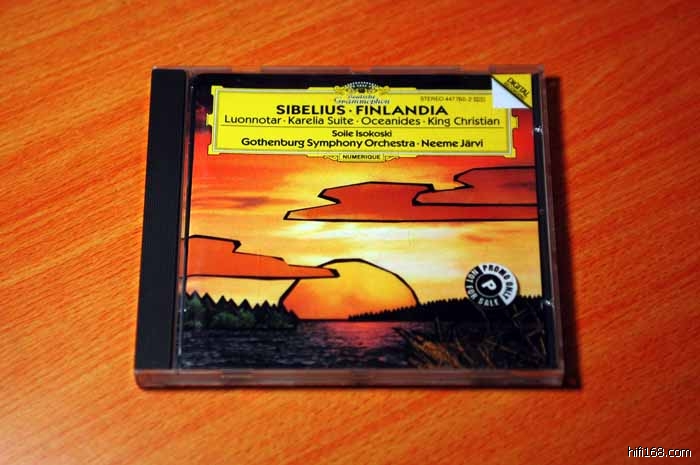 Deutsche
Grammophon
STEREO 447 760-2
DIGITAL
SIBELIUS · FINLANDIA
Luonnotar · Karelia Suite · Oceanides · King Christian
Soile Isokoski
Gothenburg Symphony Orchestra · Neeme Järvi
NUMERIQUE
PROMO ONLY
P
NOT FOR SALE
hifi168.com